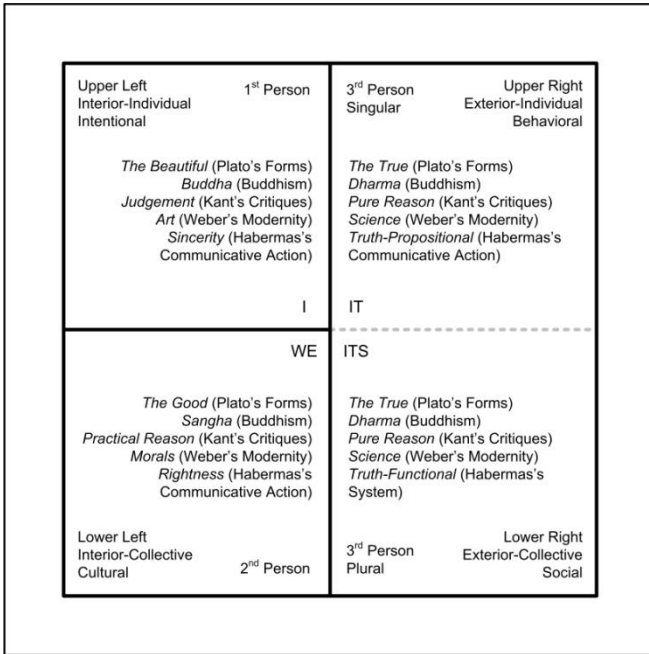 Upper Left
Interior-Individual
Intentional
1st Person
The Beautiful (Plato's Forms)
Buddha (Buddhism)
Judgement (Kant's Critiques)
Art (Weber's Modernity)
Sincerity (Habermas's
Communicative Action)
I
3rd Person
Singular
Upper Right
Exterior-Individual
Behavioral
The True (Plato's Forms)
Dharma (Buddhism)
Pure Reason (Kant's Critiques)
Science (Weber's Modernity)
Truth-Propositional (Habermas's
Communicative Action)
IT
WE
The Good (Plato's Forms)
Sangha (Buddhism)
Practical Reason (Kant's Critiques)
Morals (Weber's Modernity)
Rightness (Habermas's
Communicative Action)
Lower Left
Interior-Collective
Cultural
2nd Person
ITS
The True (Plato's Forms)
Dharma (Buddhism)
Pure Reason (Kant's Critiques)
Science (Weber's Modernity)
Truth-Functional (Habermas's
System)
3rd Person
Plural
Lower Right
Exterior-Collective
Social